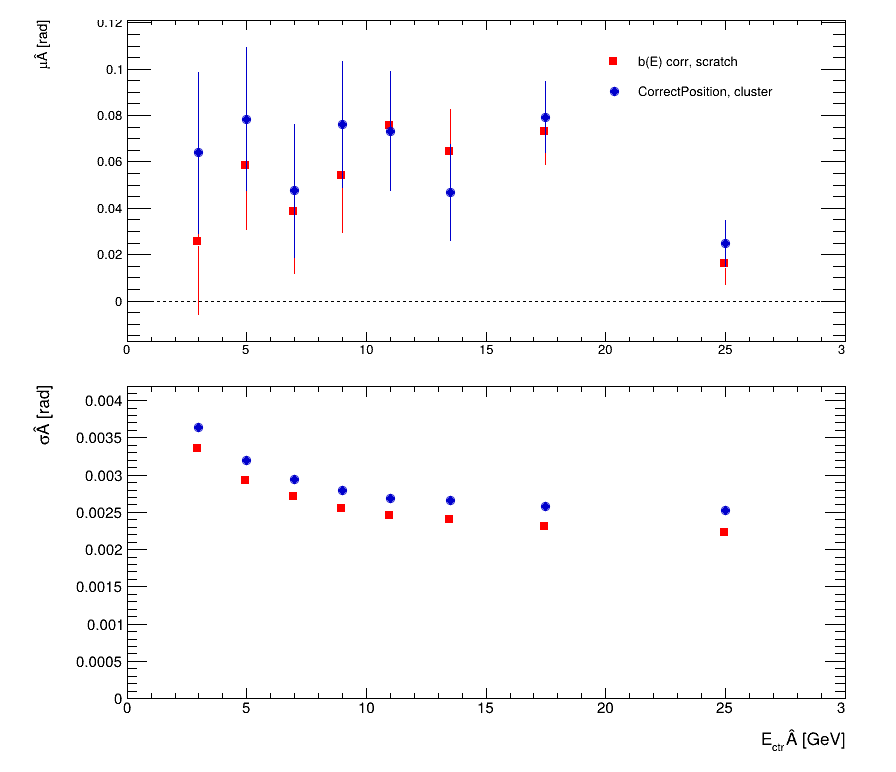 μÂ [rad]
0.12
0.1
0.08
0.06
0.04
0.02
0
b(E) corr, scratch
CorrectPosition, cluster
0 5 10 15 20 25 3
σÂ [rad]
0.004
0.0035
0.003
0.0025
0.002
0.0015
0.001
0.0005
0
0 5 10 15 20 25 3
E_ctr Â [GeV]